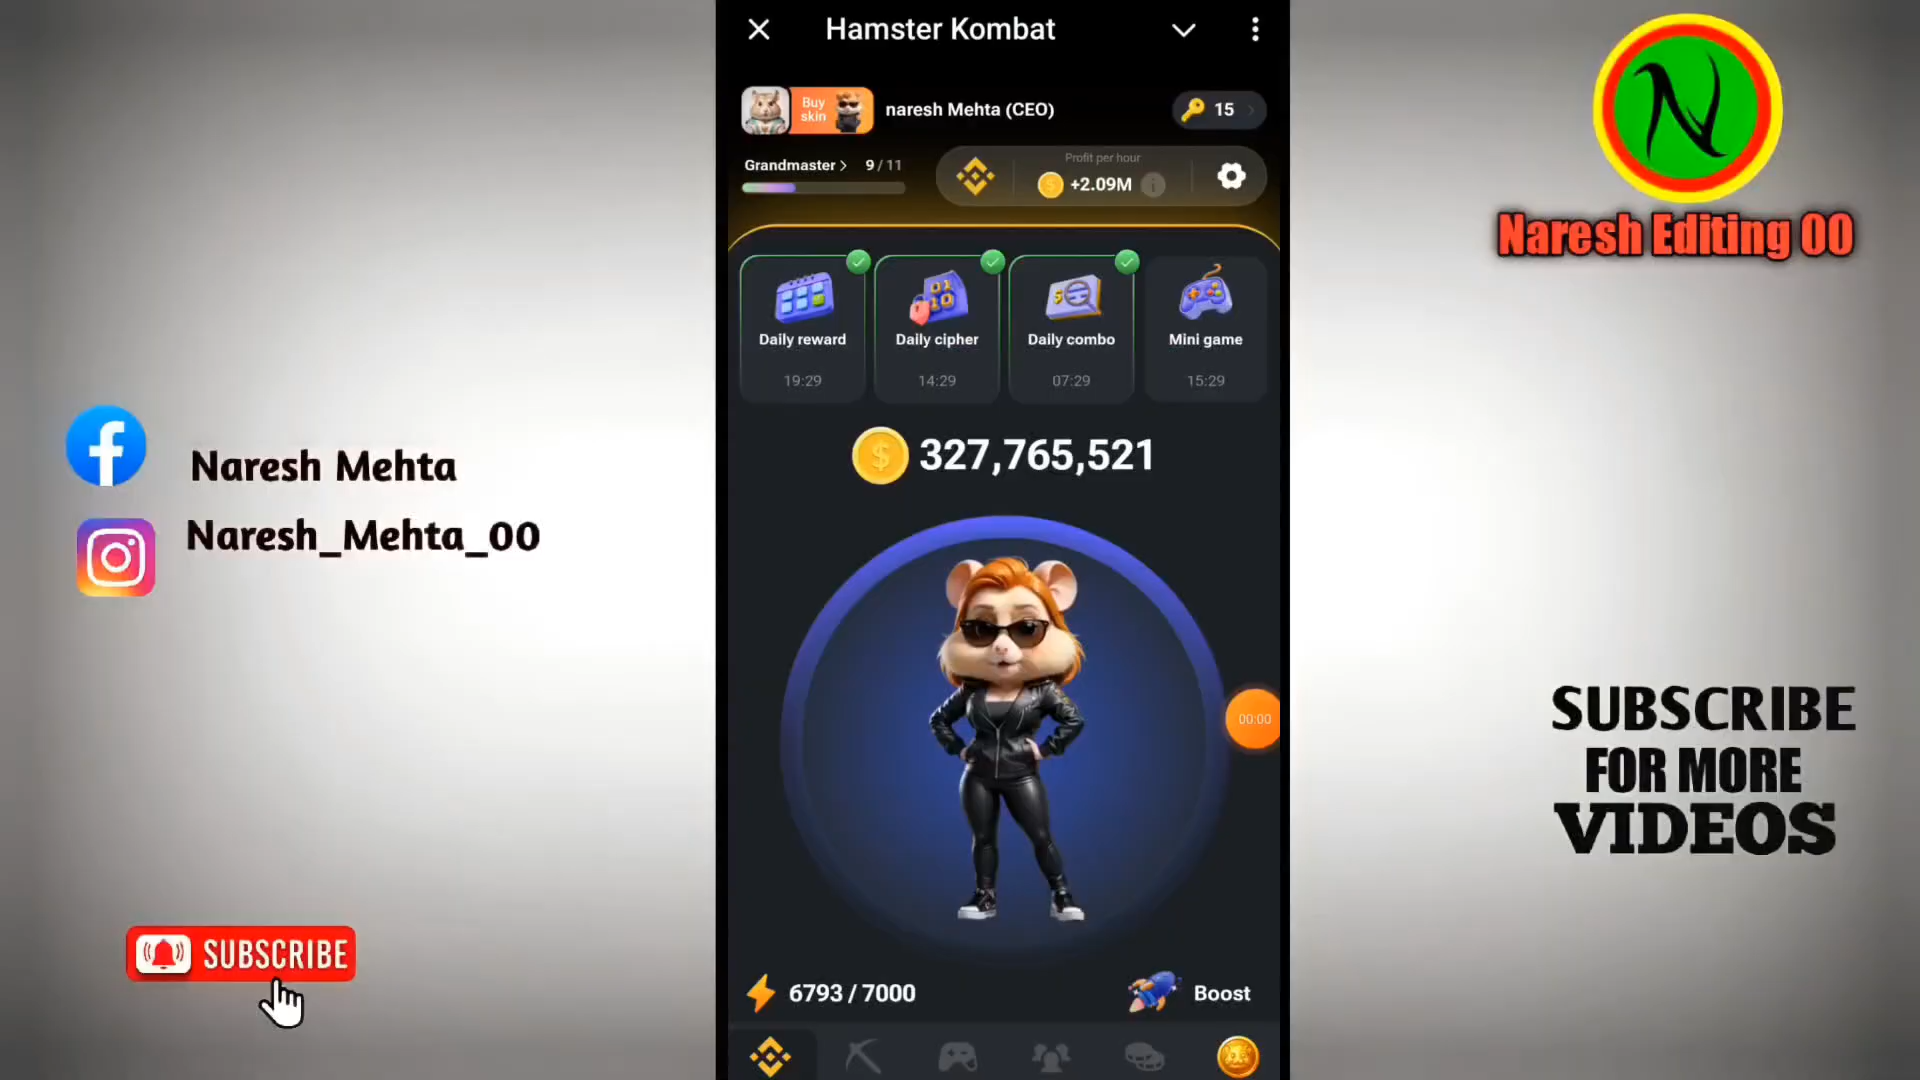 Hamster Kombat
Buy
skin
naresh Mehta (CEO)
15
Grandmaster
9 / 11
Profit per hour
+2.09M
Daily reward
19:29
Daily cipher
14:29
Daily combo
07:29
Mini game
15:29
327,765,521
00:00
6793 / 7000
Boost
N
Naresh Editing 00
Naresh Mehta
Naresh_Mehta_00
SUBSCRIBE
SUBSCRIBE
FOR MORE
VIDEOS